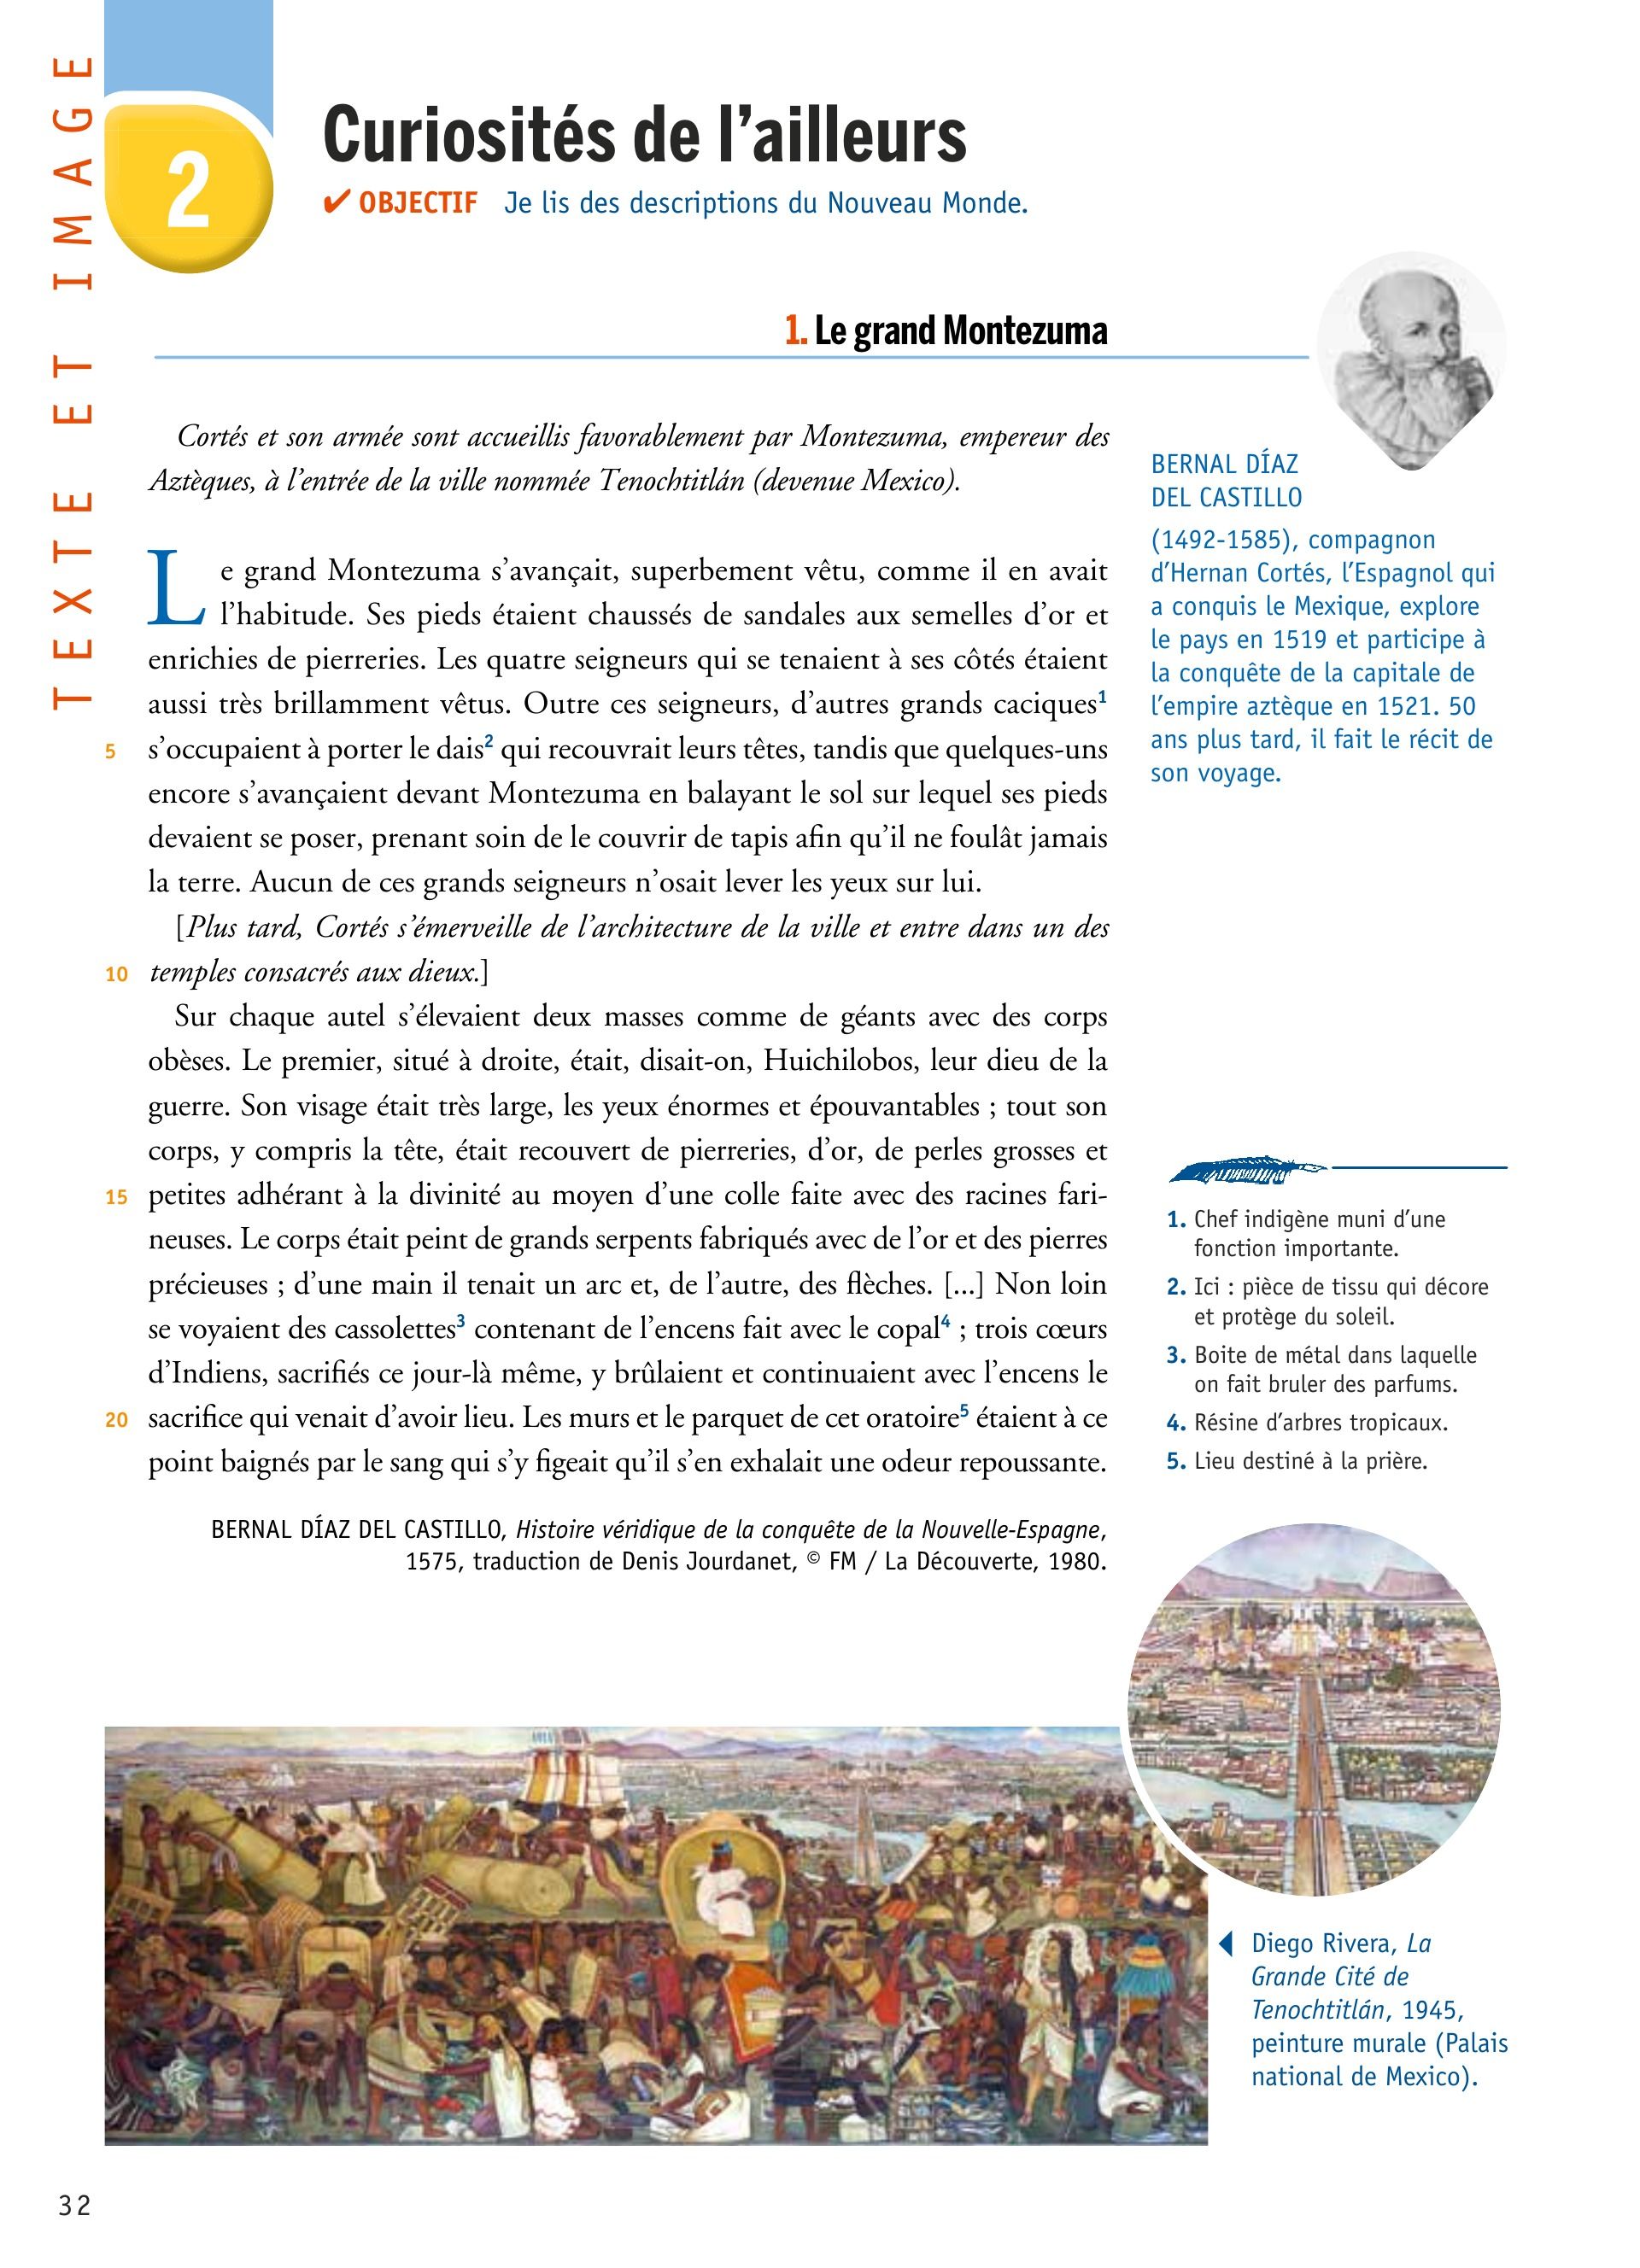 TEXTE ET IMAGE
2
Curiosités de l'ailleurs
✔ OBJECTIF Je lis des descriptions du Nouveau Monde.
1. Le grand Montezuma
Cortés et son armée sont accueillis favorablement par Montezuma, empereur des
Aztèques, à l'entrée de la ville nommée Tenochtitlán (devenue Mexico).
Le grand Montezuma s'avançait, superbement vêtu, comme il en avait
l'habitude. Ses pieds étaient chaussés de sandales aux semelles d'or et
enrichies de pierreries. Les quatre seigneurs qui se tenaient à ses côtés étaient
aussi très brillamment vêtus. Outre ces seigneurs, d'autres grands caciques1
5 s'occupaient à porter le dais2 qui recouvrait leurs têtes, tandis que quelques-uns
encore s'avançaient devant Montezuma en balayant le sol sur lequel ses pieds
devaient se poser, prenant soin de le couvrir de tapis afin qu'il ne foulât jamais
la terre. Aucun de ces grands seigneurs n'osait lever les yeux sur lui.
[Plus tard, Cortés s'émerveille de l'architecture de la ville et entre dans un des
10 temples consacrés aux dieux.]
Sur chaque autel s'élevaient deux masses comme de géants avec des corps
obèses. Le premier, situé à droite, était, disait-on, Huichilobos, leur dieu de la
guerre. Son visage était très large, les yeux énormes et épouvantables ; tout son
corps, y compris la tête, était recouvert de pierreries, d'or, de perles grosses et
15 petites adhérant à la divinité au moyen d'une colle faite avec des racines fari-
neuses. Le corps était peint de grands serpents fabriqués avec de l'or et des pierres
précieuses ; d'une main il tenait un arc et, de l'autre, des flèches. [...] Non loin
se voyaient des cassolettes3 contenant de l'encens fait avec le copal4 ; trois cœurs
d'Indiens, sacrifiés ce jour-là même, y brûlaient et continuaient avec l'encens le
20 sacrifice qui venait d'avoir lieu. Les murs et le parquet de cet oratoire5 étaient à ce
point baignés par le sang qui s'y figeait qu'il s'en exhalait une odeur repoussante.
BERNAL DÍAZ DEL CASTILLO, Histoire véridique de la conquête de la Nouvelle-Espagne,
1575, traduction de Denis Jourdanet, © FM / La Découverte, 1980.
BERNAL DÍAZ
DEL CASTILLO
(1492-1585), compagnon
d'Hernan Cortés, l'Espagnol qui
a conquis le Mexique, explore
le pays en 1519 et participe à
la conquête de la capitale de
l'empire aztèque en 1521. 50
ans plus tard, il fait le récit de
son voyage.
1. Chef indigène muni d'une
fonction importante.
2. Ici : pièce de tissu qui décore
et protège du soleil.
3. Boite de métal dans laquelle
on fait bruler des parfums.
4. Résine d'arbres tropicaux.
5. Lieu destiné à la prière.
Diego Rivera, La
Grande Cité de
Tenochtitlán, 1945,
peinture murale (Palais
national de Mexico).
32